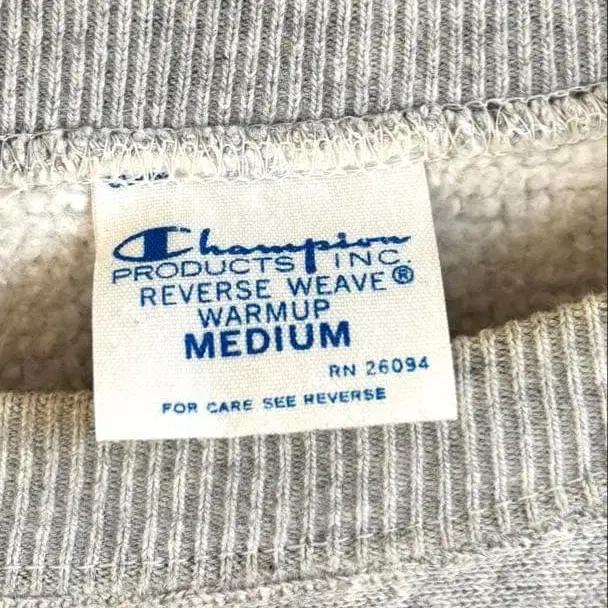 Champion
PRODUCTS INC.
REVERSE WEAVE®
WARMUP
MEDIUM
RN 26094
FOR CARE SEE REVERSE